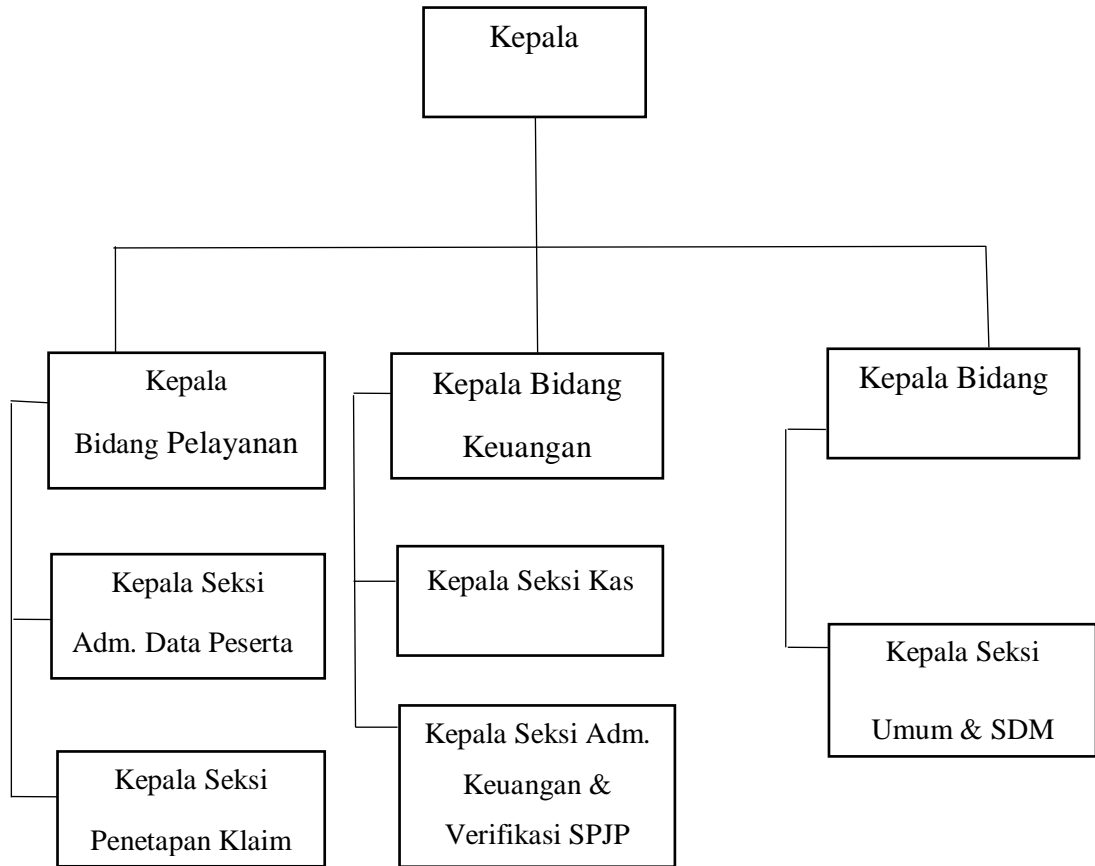 Kepala
Kepala
Bidang Pelayanan
Kepala Bidang
Keuangan
Kepala Bidang
Kepala Seksi
Adm. Data Peserta
Kepala Seksi Kas
Kepala Seksi
Umum & SDM
Kepala Seksi Adm.
Keuangan &
Verifikasi SPJP
Kepala Seksi
Penetapan Klaim